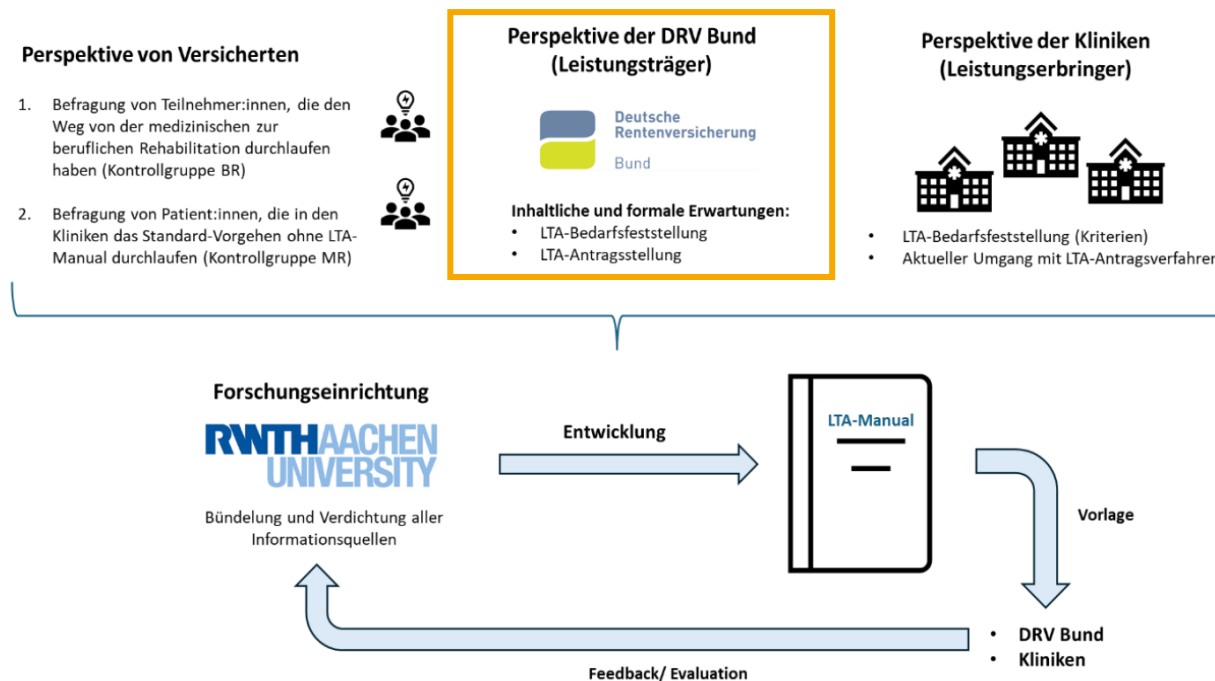 Perspektive von Versicherten
1. Befragung von Teilnehmer:innen, die den
Weg von der medizinischen zur
beruflichen Rehabilitation durchlaufen
haben (Kontrollgruppe BR)
2. Befragung von Patient:innen, die in den
Kliniken das Standard-Vorgehen ohne LTA-
Manual durchlaufen (Kontrollgruppe MR)
Perspektive der DRV Bund
(Leistungsträger)
Deutsche
Rentenversicherung
Bund
Inhaltliche und formale Erwartungen:
• LTA-Bedarfsfeststellung
• LTA-Antragsstellung
Perspektive der Kliniken
(Leistungserbringer)
• LTA-Bedarfsfeststellung (Kriterien)
• Aktueller Umgang mit LTA-Antragsverfahren
Forschungseinrichtung
RWTH AACHEN
UNIVERSITY
Bündelung und Verdichtung aller
Informationsquellen
Entwicklung
LTA-Manual
Vorlage
• DRV Bund
• Kliniken
Feedback/ Evaluation